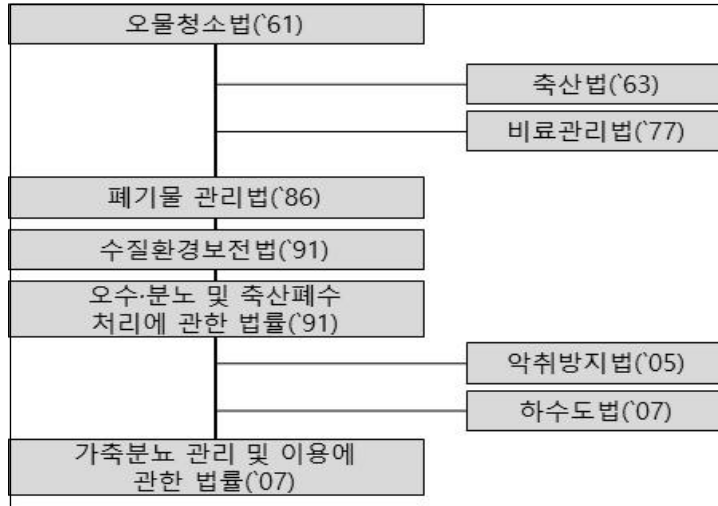 오물청소법(`61)
축산법(`63)
비료관리법(`77)
폐기물 관리법(`86)
수질환경보전법(`91)
오수·분노 및 축산폐수
처리에 관한 법률(`91)
악취방지법(`05)
하수도법(`07)
가축분뇨 관리 및 이용에
관한 법률(`07)